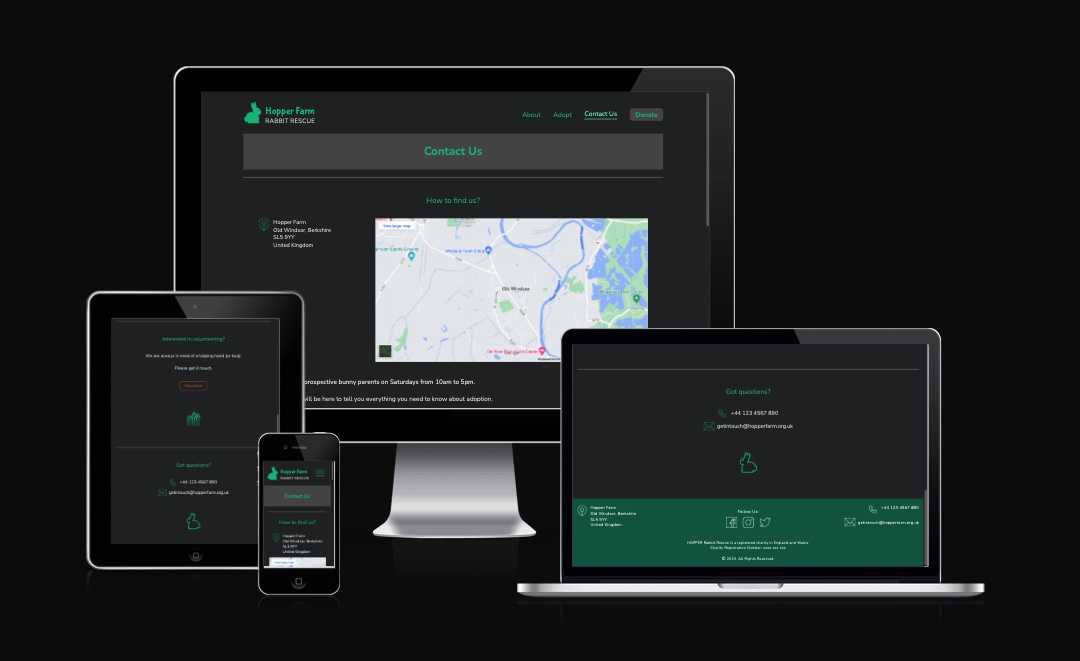 Hopper Farm
RABBIT RESCUE
About Adopt Contact Us Donate
Contact Us
How to find us?
Hopper Farm
Old Windsor, Berkshire
SL5 9YY
United Kingdom
View larger map
Old Windsor
prospective bunny parents on Saturdays from 10am to 5pm.
will be here to tell you everything you need to know about adoption.
Interested in volunteering?
We are always in need of a helping hand (or two).
Please get in touch.
Volunteer
Got questions?
+44 123 4567 890
getintouch@hopperfarm.org.uk
Hopper Farm
RABBIT RESCUE
Contact Us
How to find us?
Hopper Farm
Old Windsor, Berkshire
SL5 9YY
United Kingdom
View larger map
Got questions?
+44 123 4567 890
getintouch@hopperfarm.org.uk
Hopper Farm
Old Windsor, Berkshire
SL5 9YY
United Kingdom
Follow Us
+44 123 4567 890
getintouch@hopperfarm.org.uk
HOPPER Rabbit Rescue is a registered charity in England and Wales.
Charity Registration Number:
All Rights Reserved